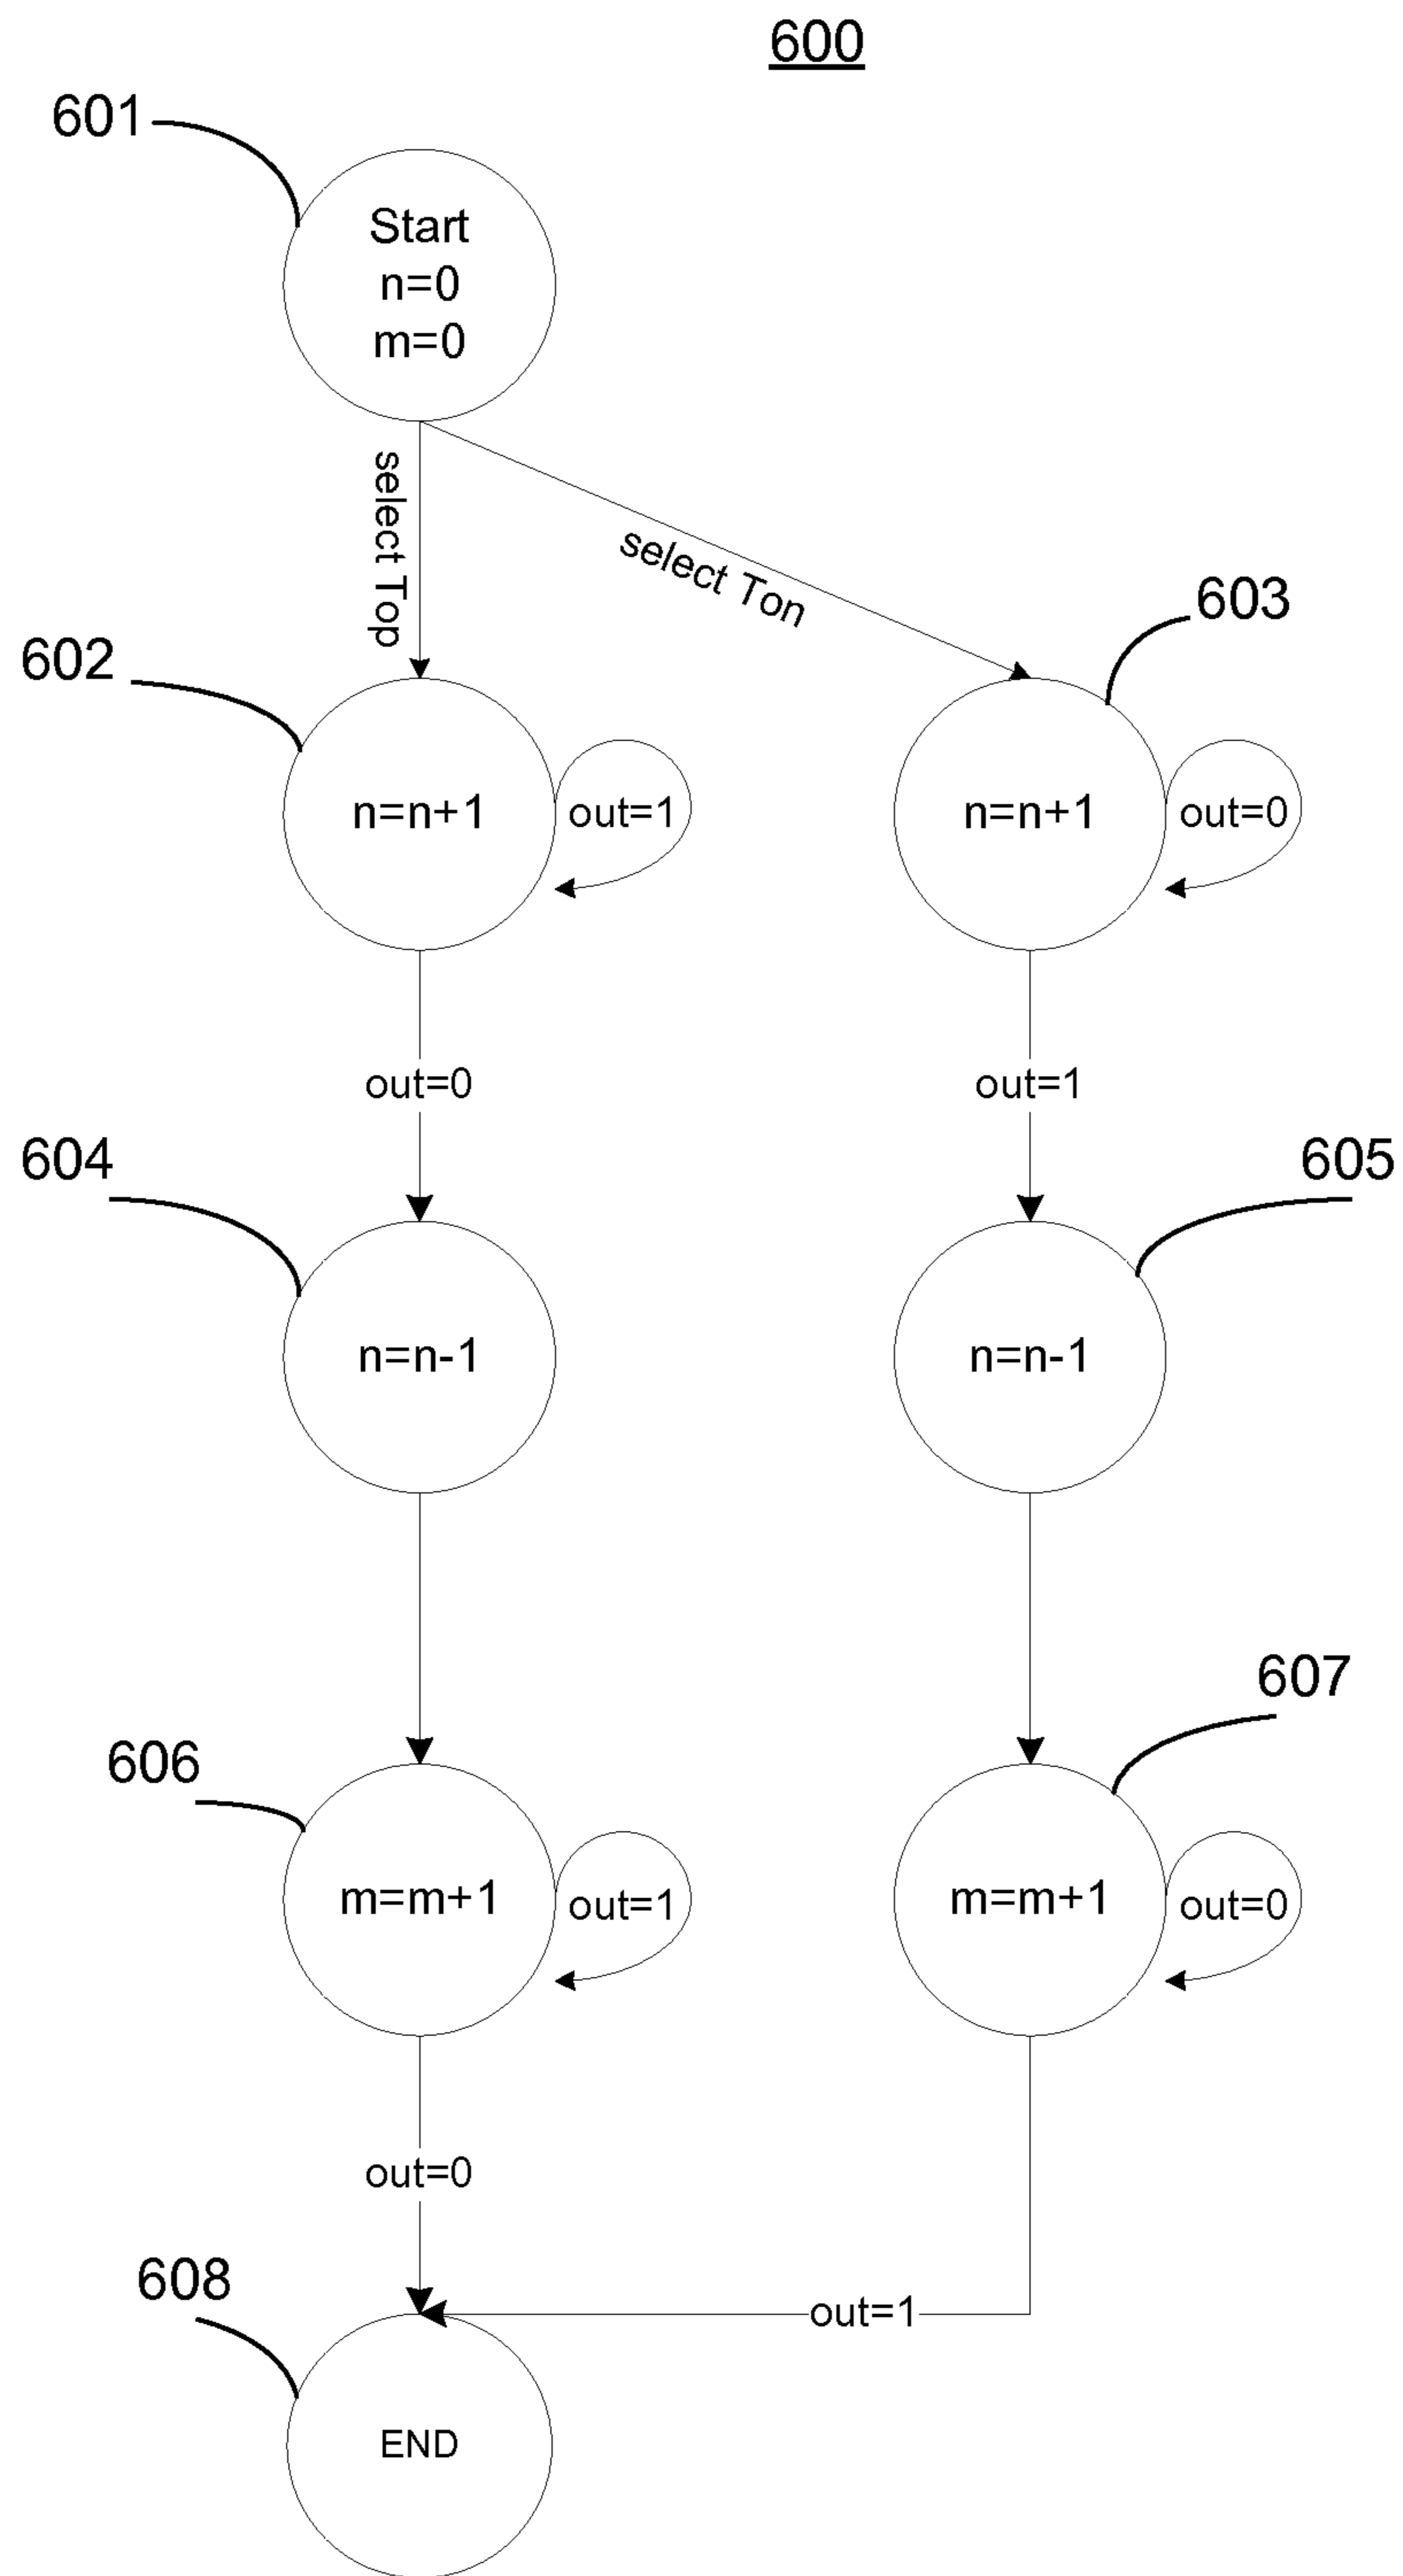 600
601
Start
n=0
m=0
select Top
select Ton
602
603
n=n+1
out=1
n=n+1
out=0
out=0
out=1
604
605
n=n-1
n=n-1
606
607
m=m+1
out=1
m=m+1
out=0
out=0
608
out=1
END